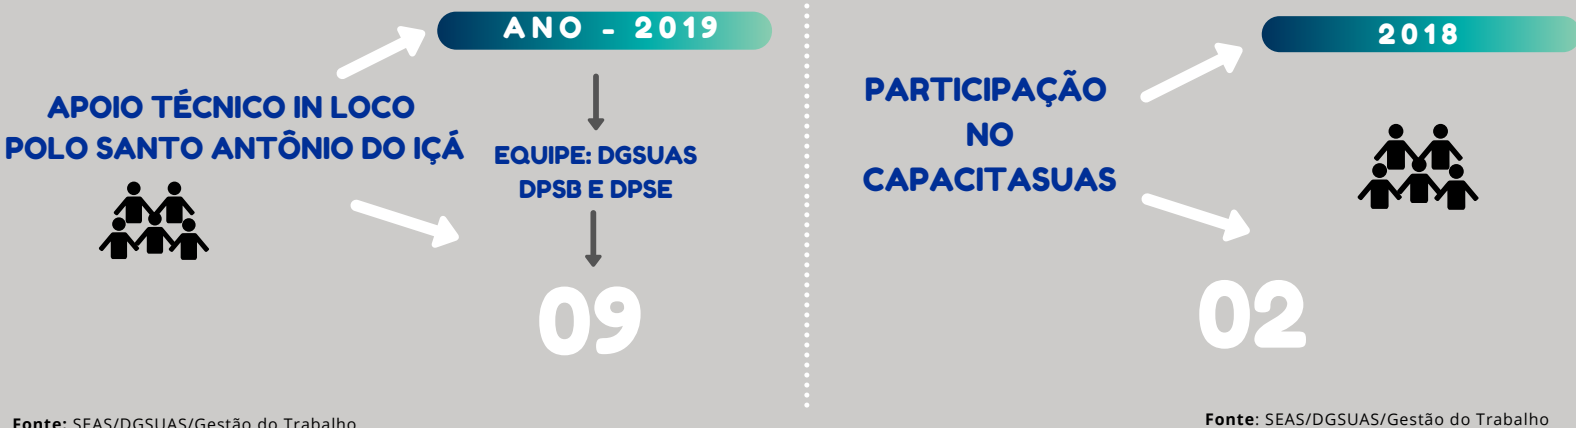 ANO - 2019
APOIO TÉCNICO IN LOCO
POLO SANTO ANTÔNIO DO IÇÁ
EQUIPE: DGSUAS
DPSB E DPSE
09
Fonte: SEAS/DGSUAS/Gestão do Trabalho
2018
PARTICIPAÇÃO
NO
CAPACITASUAS
02
Fonte: SEAS/DGSUAS/Gestão do Trabalho